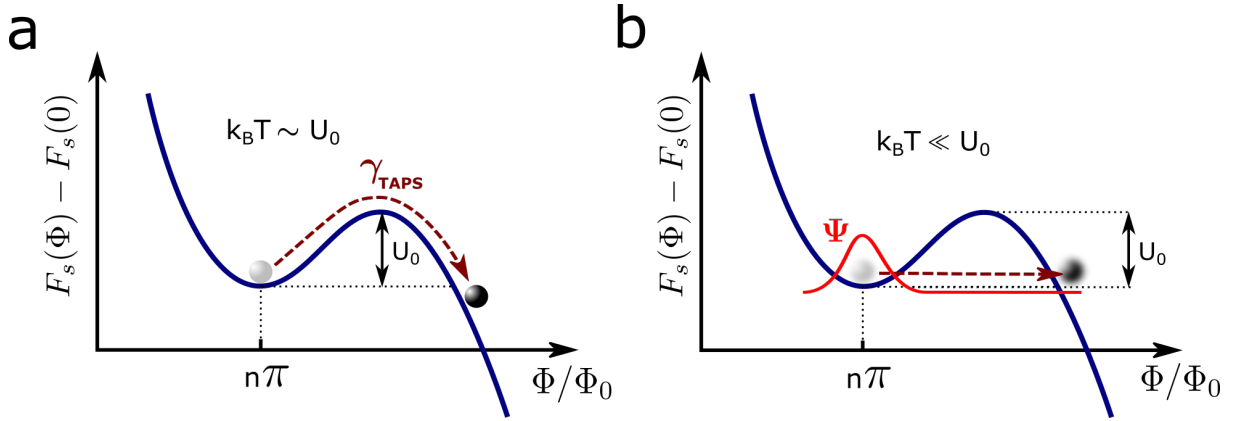 a
F_s(Φ) − F_s(0)
k_BT ∼ U_0
γ_TAPS
U_0
nπ
Φ/Φ_0
b
F_s(Φ) − F_s(0)
k_BT ≪ U_0
Ψ
U_0
nπ
Φ/Φ_0